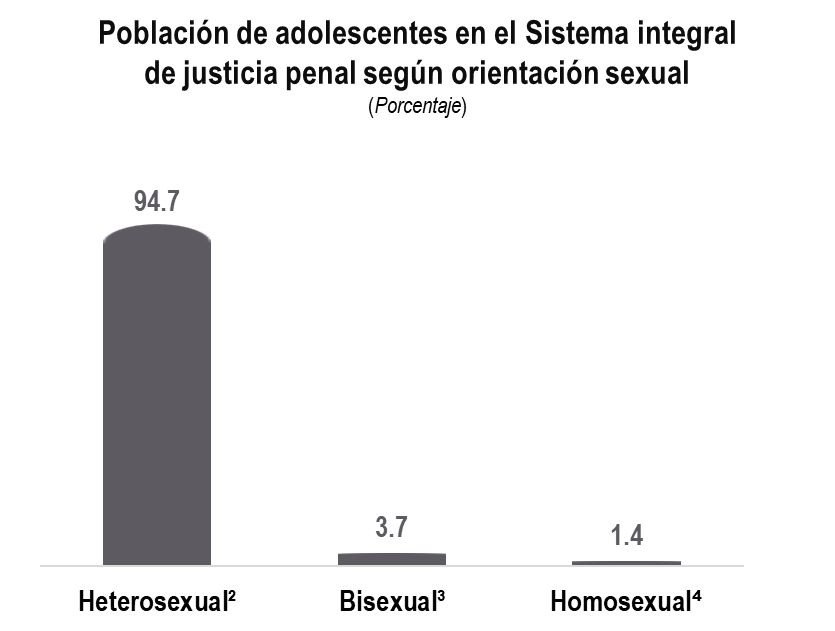 Población de adolescentes en el Sistema integral
de justicia penal según orientación sexual
(Porcentaje)
94.7
3.7
1.4
Heterosexual² Bisexual³ Homosexual⁴